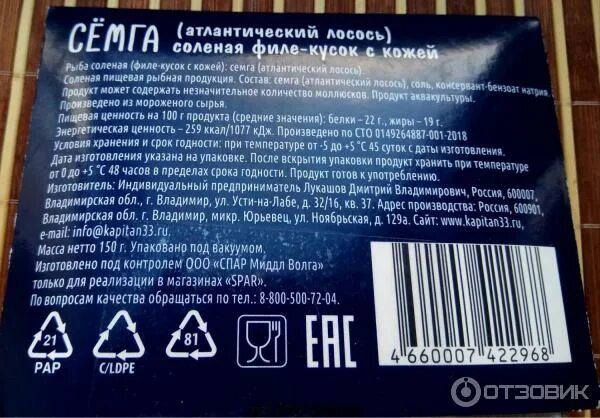 СЁМГА (атлантический лосось)
соленая филе-кусок с кожей
Рыба соленая (филе-кусок с кожей): семга (атлантический лосось).
Соленая пищевая рыбная продукция. Состав: семга (атлантический лосось), соль, консервант-бензоат натрия.
Продукт может содержать незначительное количество моллюсков. Продукт аквакультуры.
Произведено из мороженого сырья.
Пищевая ценность на 100 г продукта (средние значения): белки – 22 г., жиры – 19 г.
Энергетическая ценность – 259 ккал/1077 кДж. Произведено по СТО 0149264887-001-2018
Условия хранения и срок годности: при температуре от -5 до +5 °С 45 суток с даты изготовления.
Дата изготовления указана на упаковке. После вскрытия упаковки продукт хранить при температуре
от 0 до +5 °С 48 часов в пределах срока годности. Продукт готов к употреблению.
Изготовитель: Индивидуальный предприниматель Лукашов Дмитрий Владимирович, Россия, 600007,
Владимирская обл., г. Владимир, ул. Усти-на-Лабе, д. 32/16, кв. 37. Адрес производства: Россия, 600901,
Владимирская обл. г. Владимир, мкр. Юрьевец, ул. Ноябрьская, д. 129а. Сайт: www.kapitan33.ru,
e-mail: info@kapitan33.ru
Масса нетто 150 г. Упаковано под вакуумом.
Изготовлено под контролем ООО «СПАР Миддл Волга»
только для реализации в магазинах «SPAR».
По вопросам качества обращаться по тел.: 8-800-500-72-04.
21 81
PAP C/LDPE
EAC
4 660007 422968
ОТЗОВИК